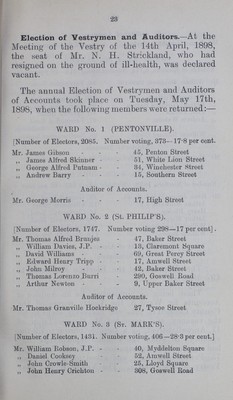 23
Election of Vestrymen and Auditors.—At the
Meeting of the Vestry of the 14th April, 1898,
the seat of Mr. N. H. Strickland, who had
resigned on the ground of ill-health, was declared
vacant.
The annual Election of Vestrymen and Auditors
of Accounts took place on Tuesday, May 17th,
1898, when the following members were returned:—
WARD No. 1 (PENTONVILLE).
[Number of Electors, 2095. Number voting, 373—17·8 per cent.
Mr. James Gibson - - - 45, Penton Street
„ James Alfred Skinner - - 51, White Lion Street
„ George Alfred Putnam - - 34, Winchester Street
„ Andrew Barry - - 15, Southern Street
Auditor of Accounts.
Mr. George Morris - - - 17, High Street
WARD No. 2 (St. PHILIP'S).
[Number of Electors, 1747. Number voting 298—17 per cent].
Mr. Thomas Alfred Brunjes - 47, Baker Street
„ William Davies, J.P. - - 13, Claremont Square
„ David Williams - - 69, Great Percy Street
„ Edward Henry Tripp - - 17, Amwell Street
„ John Milroy - - 42, Baker Street
„ Thomas Lorenzo Burri 290, Goswell Road
„ Arthur Newton - - 9, Upper Baker Street
Auditor of Accounts.
Mr. Thomas Granville Hockridge 27, Tysoe Street
WARD No. 3 (St. MARK'S).
[Number of Electors, 1431. Number voting, 406—28·3 per cent.]
Mr. William Robson, J.P. - - 40, Myddelton Square
„ Daniel Cooksey - - 52, Amwell Street
„ John Crowle-Smith - - 25, Lloyd Square
„ John Henry Crickton - - 308, Goswell Road